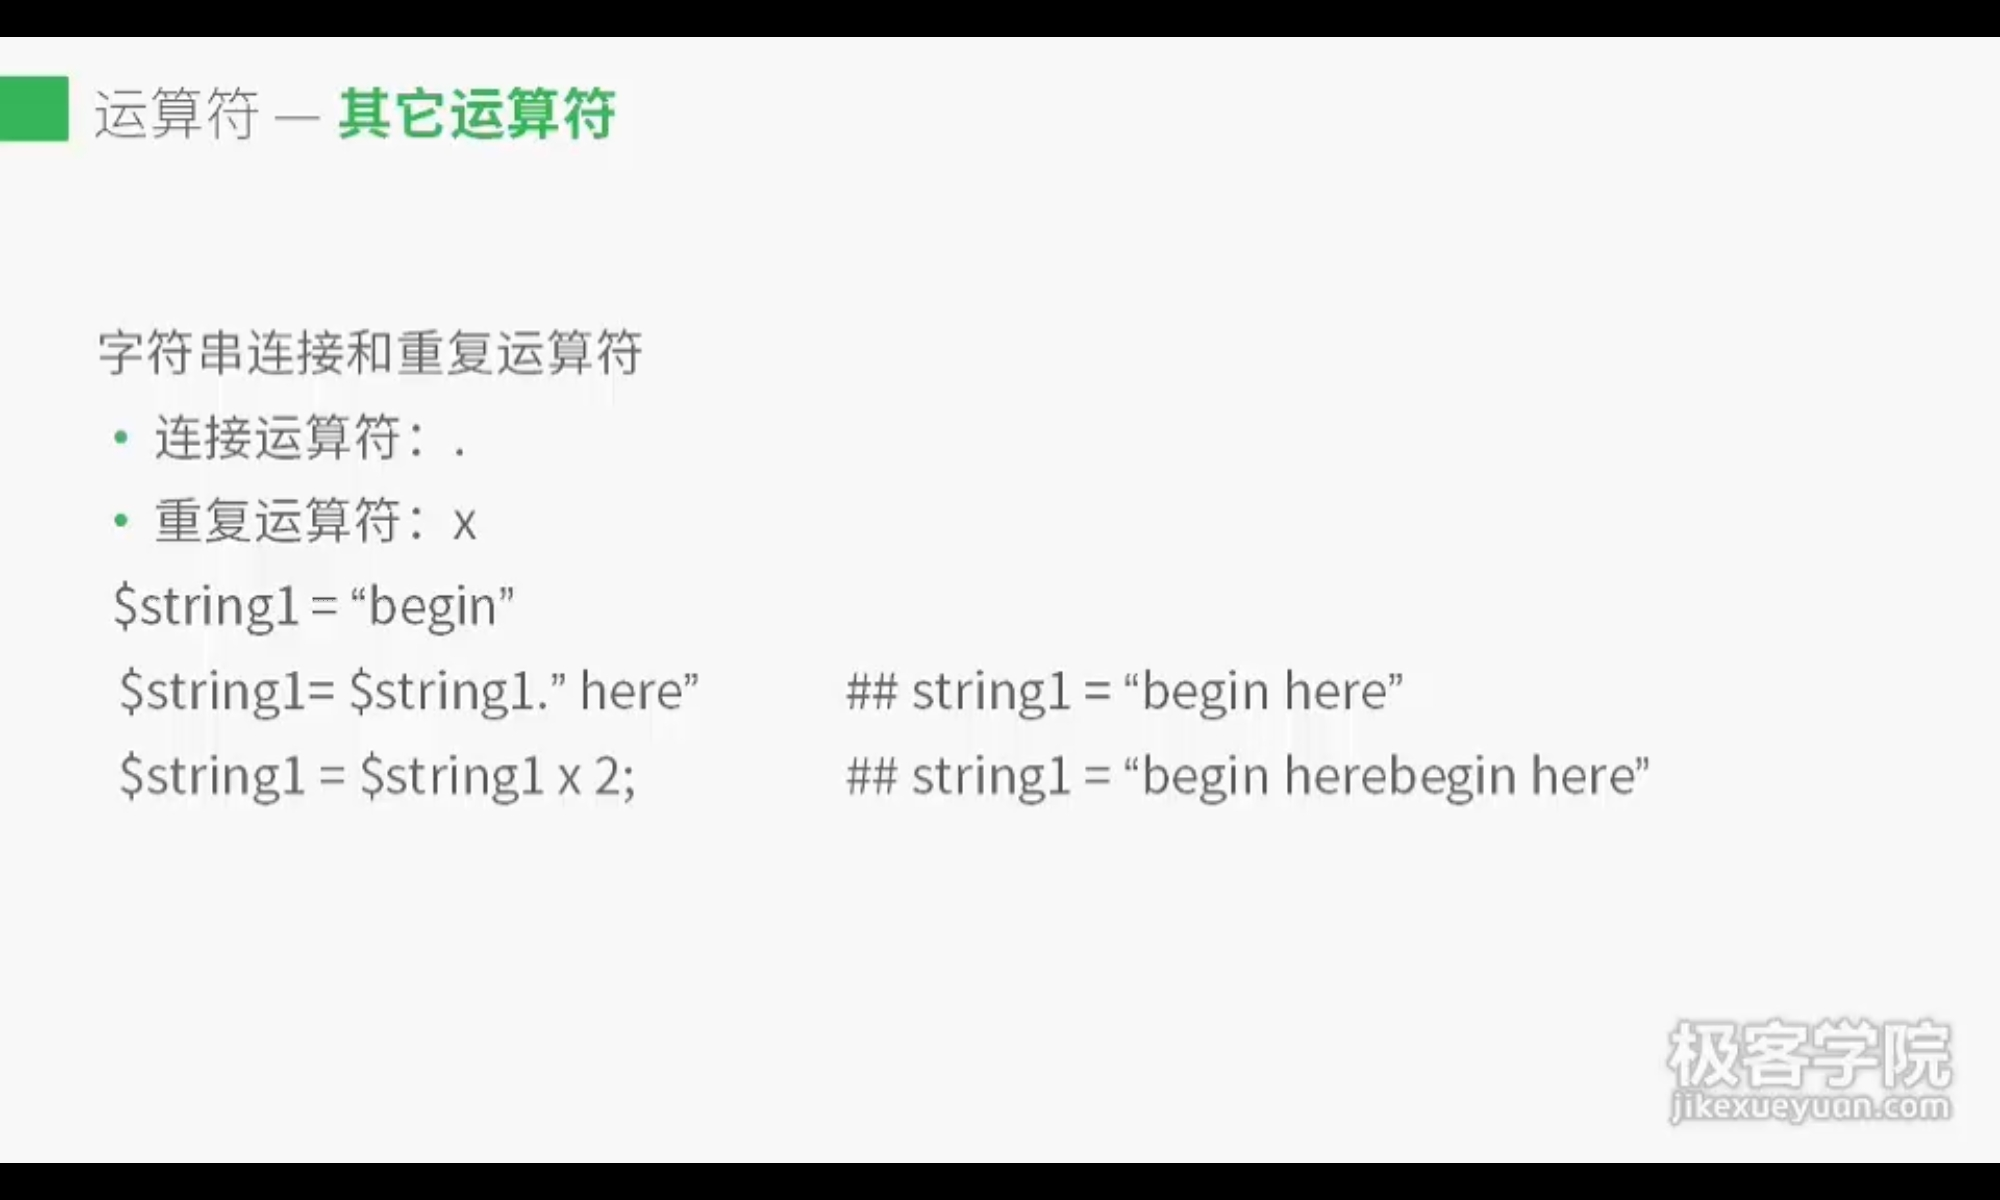 运算符 — 其它运算符
字符串连接和重复运算符
• 连接运算符：.
• 重复运算符：x
$string1 = “begin”
$string1= $string1.” here” ## string1 = “begin here”
$string1 = $string1 x 2; ## string1 = “begin herebegin here”
极客学院
jikexueyuan.com